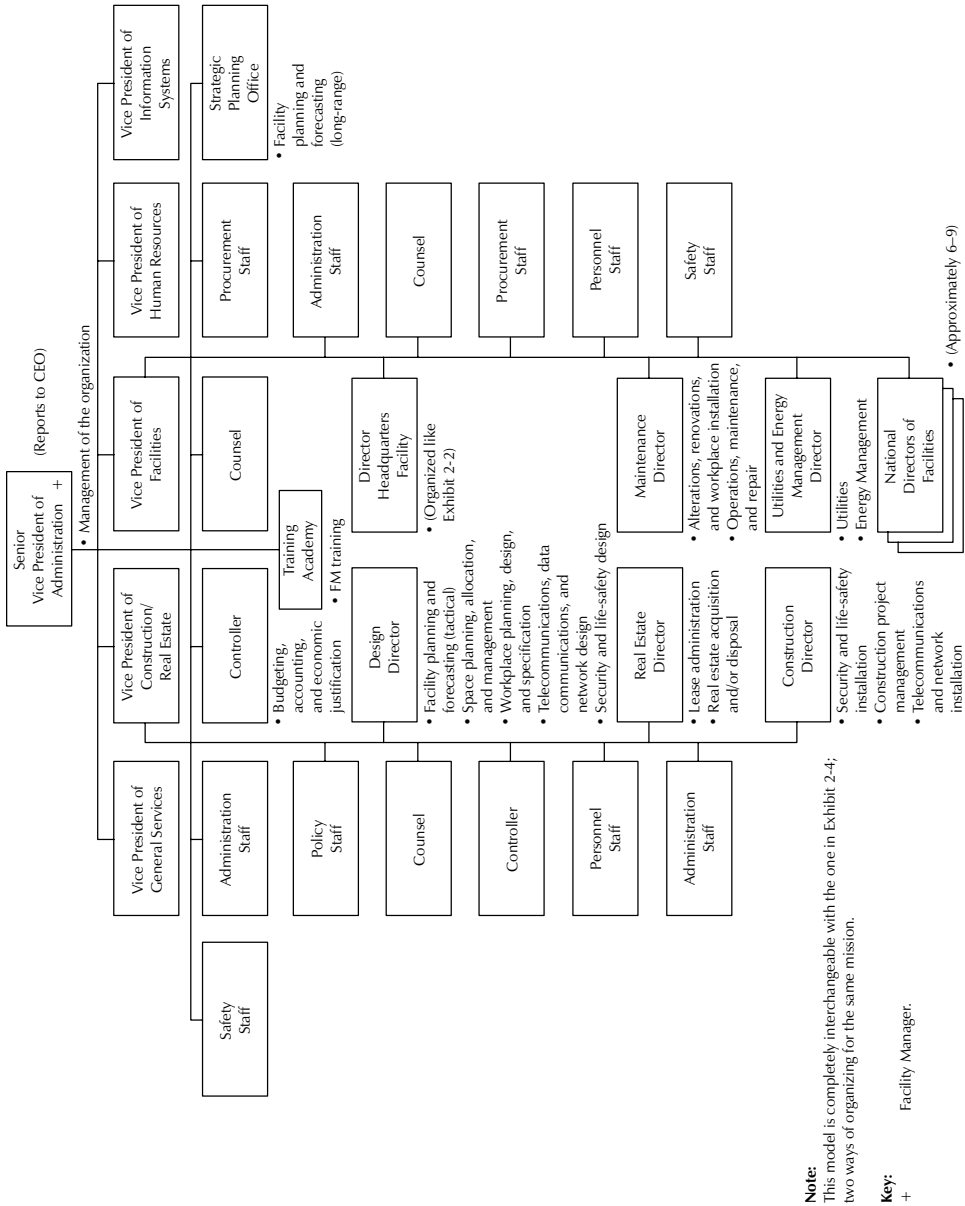 Senior
Vice President of
Administration +
(Reports to CEO)
• Management of the organization
Vice President of
General Services
Vice President of
Construction/
Real Estate
Vice President of
Facilities
Vice President of
Human Resources
Vice President of
Information
Systems
Safety
Staff
Administration
Staff
Controller
• Budgeting,
accounting,
and economic
justification
Counsel
Procurement
Staff
Strategic
Planning
Office
• Facility
planning and
forecasting
(long-range)
Training
Academy
• FM training
Policy
Staff
Counsel
Controller
Personnel
Staff
Administration
Staff
Design
Director
• Facility planning and
forecasting (tactical)
• Space planning, allocation,
and management
• Workplace planning, design,
and specification
• Telecommunications, data
communications, and
network design
• Security and life-safety design
Real Estate
Director
• Lease administration
• Real estate acquisition
and/or disposal
Construction
Director
• Security and life-safety
installation
• Construction project
management
• Telecommunications
and network
installation
Director
Headquarters
Facility
• (Organized like
Exhibit 2-2)
Maintenance
Director
• Alterations, renovations,
and workplace installation
• Operations, maintenance,
and repair
Utilities and Energy
Management
Director
• Utilities
• Energy Management
National
Directors of
Facilities
• (Approximately 6–9)
Administration
Staff
Counsel
Procurement
Staff
Personnel
Staff
Safety
Staff
Note:
This model is completely interchangeable with the one in Exhibit 2-4;
two ways of organizing for the same mission.
Key:
+ Facility Manager.